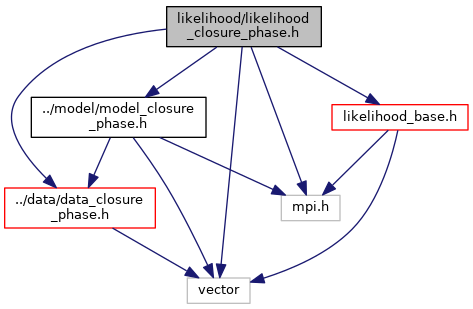 likelihood/likelihood
_closure_phase.h
../model/model_closure
_phase.h
likelihood_base.h
../data/data_closure
_phase.h
mpi.h
vector